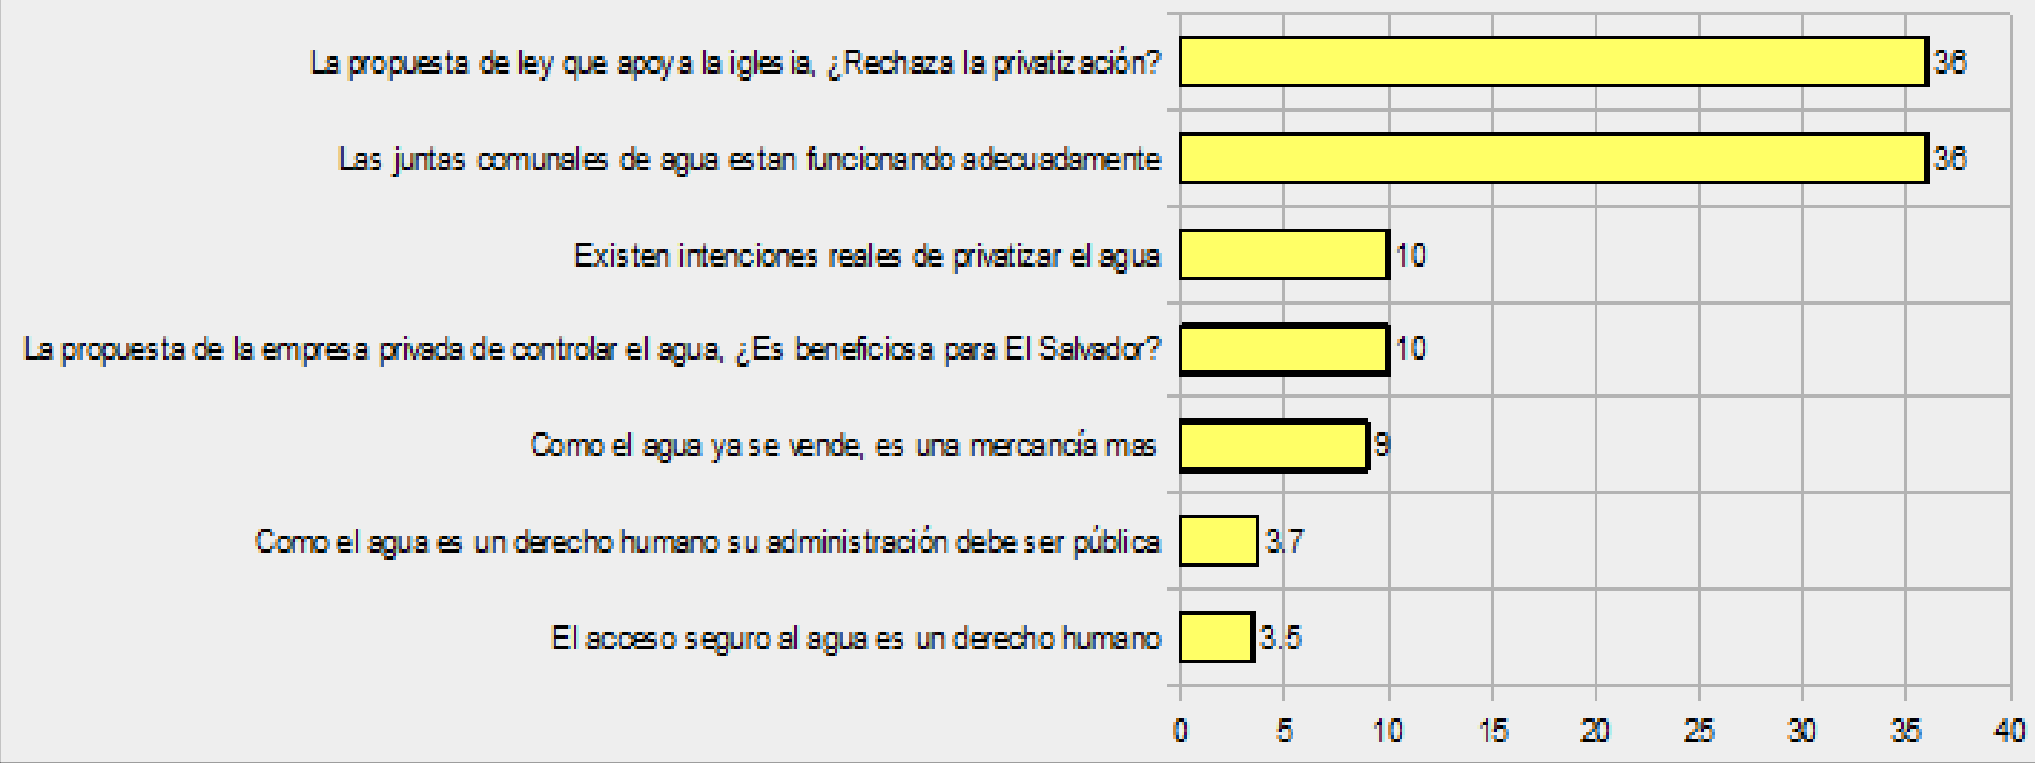 La propuesta de ley que apoya la iglesia, ¿Rechaza la privatización? 36
Las juntas comunales de agua estan funcionando adecuadamente 36
Existen intenciones reales de privatizar el agua 10
La propuesta de la empresa privada de controlar el agua, ¿Es beneficiosa para El Salvador? 10
Como el agua ya se vende, es una mercancía mas 9
Como el agua es un derecho humano su administración debe ser pública 3.7
El acceso seguro al agua es un derecho humano 3.5
0 5 10 15 20 25 30 35 40